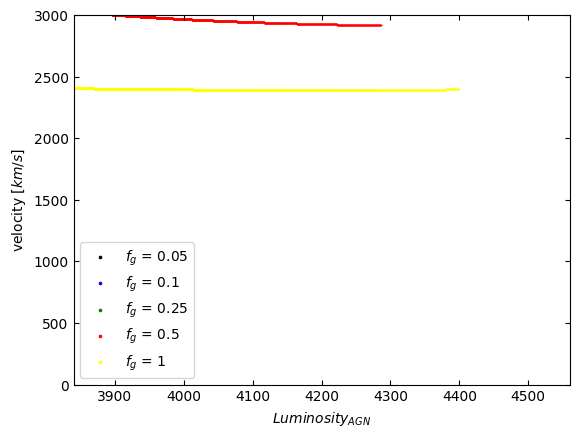 3000
2500
2000
1500
1000
500
0
velocity [km/s]
f_g = 0.05
f_g = 0.1
f_g = 0.25
f_g = 0.5
f_g = 1
3900 4000 4100 4200 4300 4400 4500
Luminosity_AGN